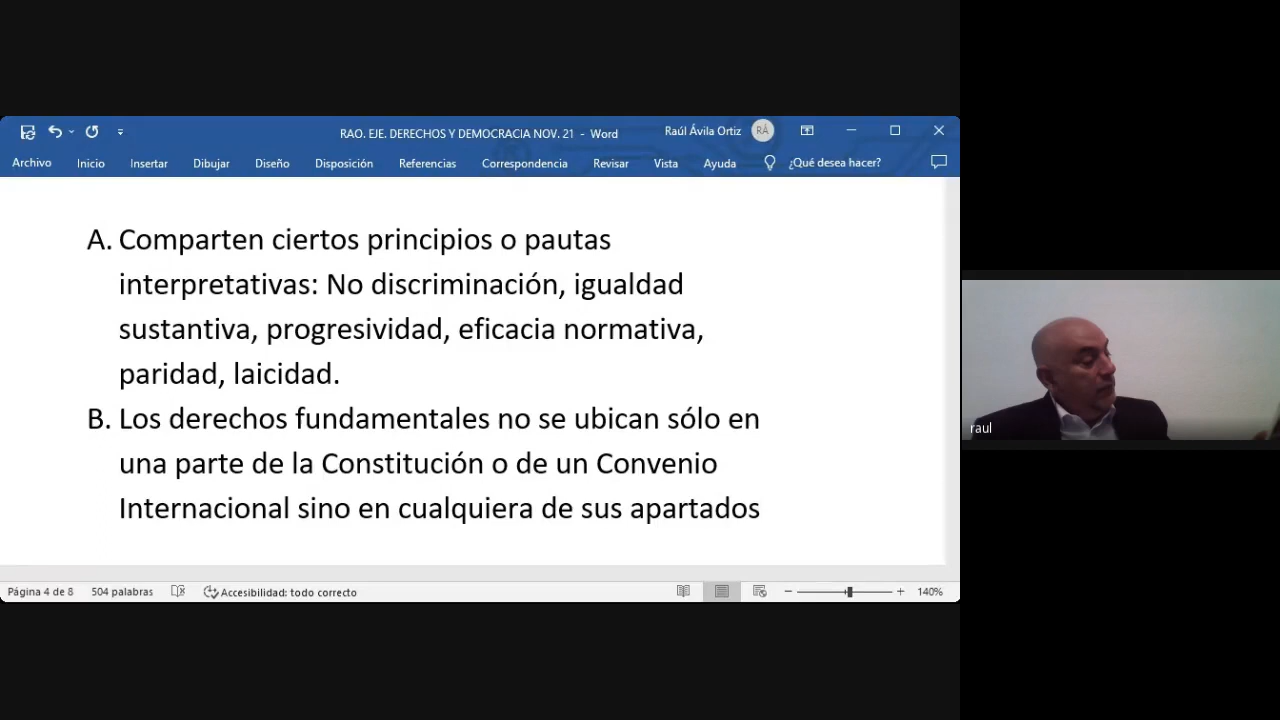 RAO. EJE. DERECHOS Y DEMOCRACIA NOV. 21 - Word
Raúl Ávila Ortiz
RÁ
Archivo Inicio Insertar Dibujar Diseño Disposición Referencias Correspondencia Revisar Vista Ayuda ¿Qué desea hacer?
A. Comparten ciertos principios o pautas
interpretativas: No discriminación, igualdad
sustantiva, progresividad, eficacia normativa,
paridad, laicidad.
B. Los derechos fundamentales no se ubican sólo en
una parte de la Constitución o de un Convenio
Internacional sino en cualquiera de sus apartados
raul
Página 4 de 8 504 palabras Accesibilidad: todo correcto 140%